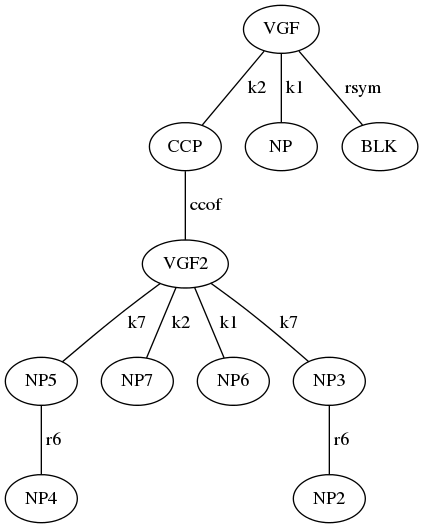 VGF
k2 k1 rsym
CCP NP BLK
ccof
VGF2
k7 k2 k1 k7
NP5 NP7 NP6 NP3
r6 r6
NP4 NP2